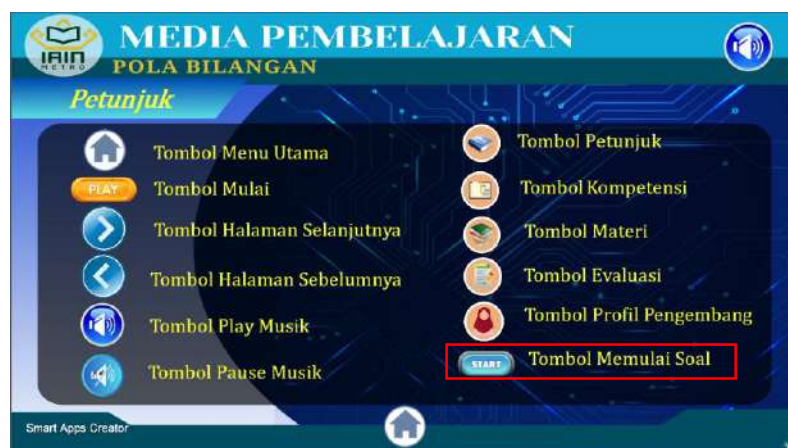 MEDIA PEMBELAJARAN
IAIN
METRO
POLA BILANGAN
Petunjuk
Tombol Menu Utama
PLAY
Tombol Mulai
Tombol Halaman Selanjutnya
Tombol Halaman Sebelumnya
Tombol Play Musik
Tombol Pause Musik
Tombol Petunjuk
Tombol Kompetensi
Tombol Materi
Tombol Evaluasi
Tombol Profil Pengembang
START
Tombol Memulai Soal
Smart Apps Creator